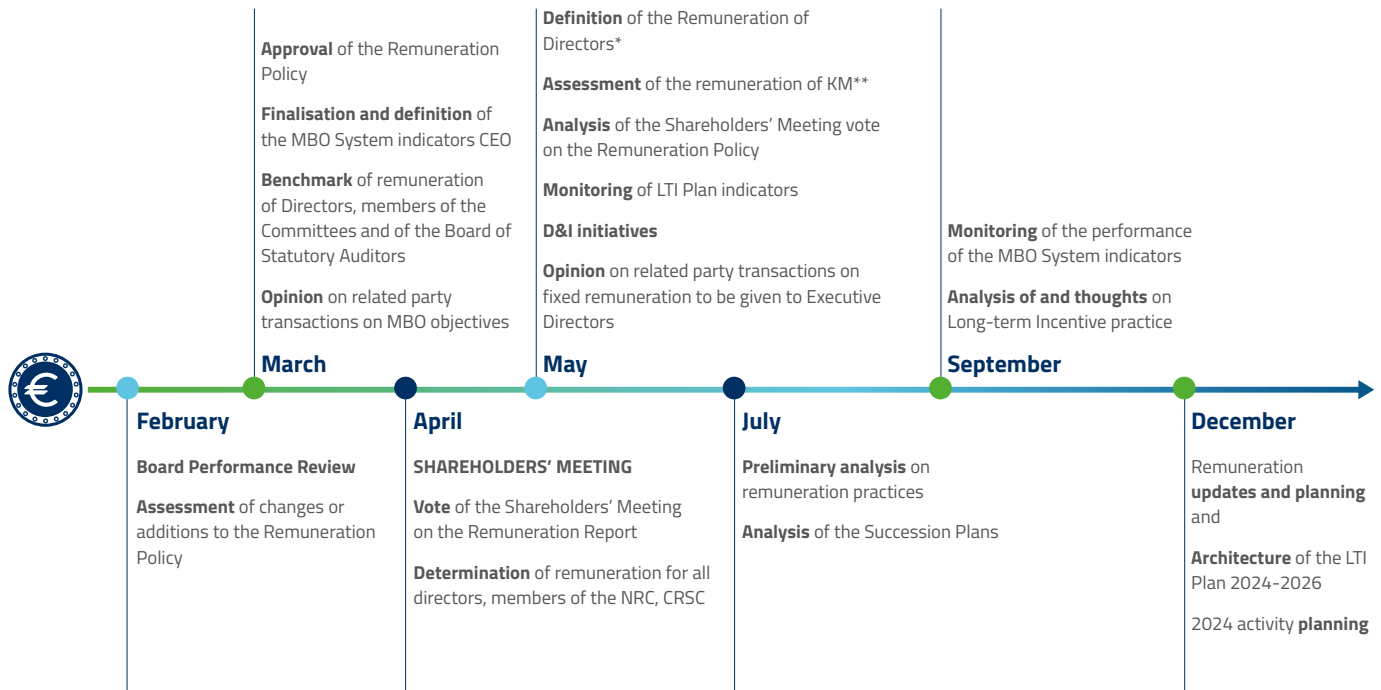 Approval of the Remuneration
Policy
Finalisation and definition of
the MBO System indicators CEO
Benchmark of remuneration
of Directors, members of the
Committees and of the Board of
Statutory Auditors
Opinion on related party
transactions on MBO objectives
March
Definition of the Remuneration of
Directors*
Assessment of the remuneration of KM**
Analysis of the Shareholders’ Meeting vote
on the Remuneration Policy
Monitoring of LTI Plan indicators
D&I initiatives
Opinion on related party transactions on
fixed remuneration to be given to Executive
Directors
May
Monitoring of the performance
of the MBO System indicators
Analysis of and thoughts on
Long-term Incentive practice
September
€
February
Board Performance Review
Assessment of changes or
additions to the Remuneration
Policy
April
SHAREHOLDERS’ MEETING
Vote of the Shareholders’ Meeting
on the Remuneration Report
Determination of remuneration for all
directors, members of the NRC, CRSC
July
Preliminary analysis on
remuneration practices
Analysis of the Succession Plans
December
Remuneration
updates and planning
and
Architecture of the LTI
Plan 2024-2026
2024 activity planning